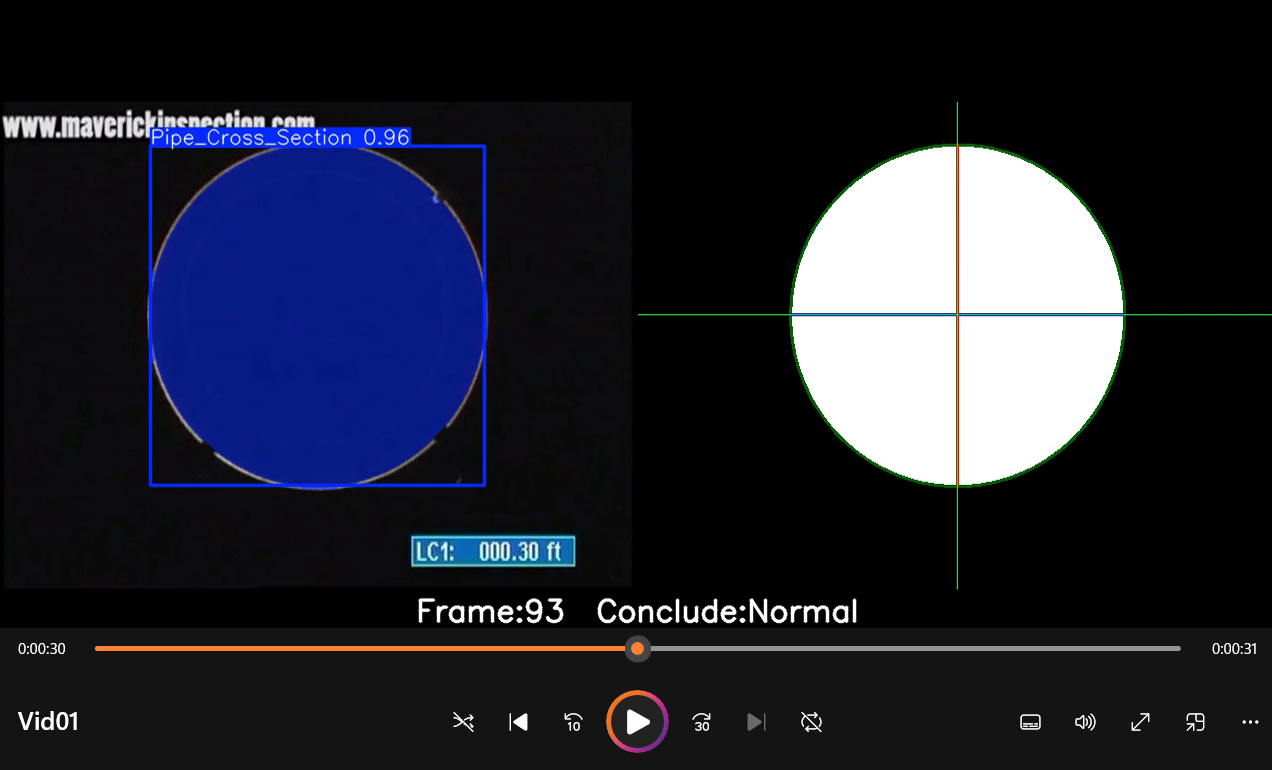 www.maverickinspection.com
Pipe_Cross_Section 0.96
LC1: 000.30 ft
Frame:93 Conclude:Normal
0:00:30
0:00:31
Vid01
10
30